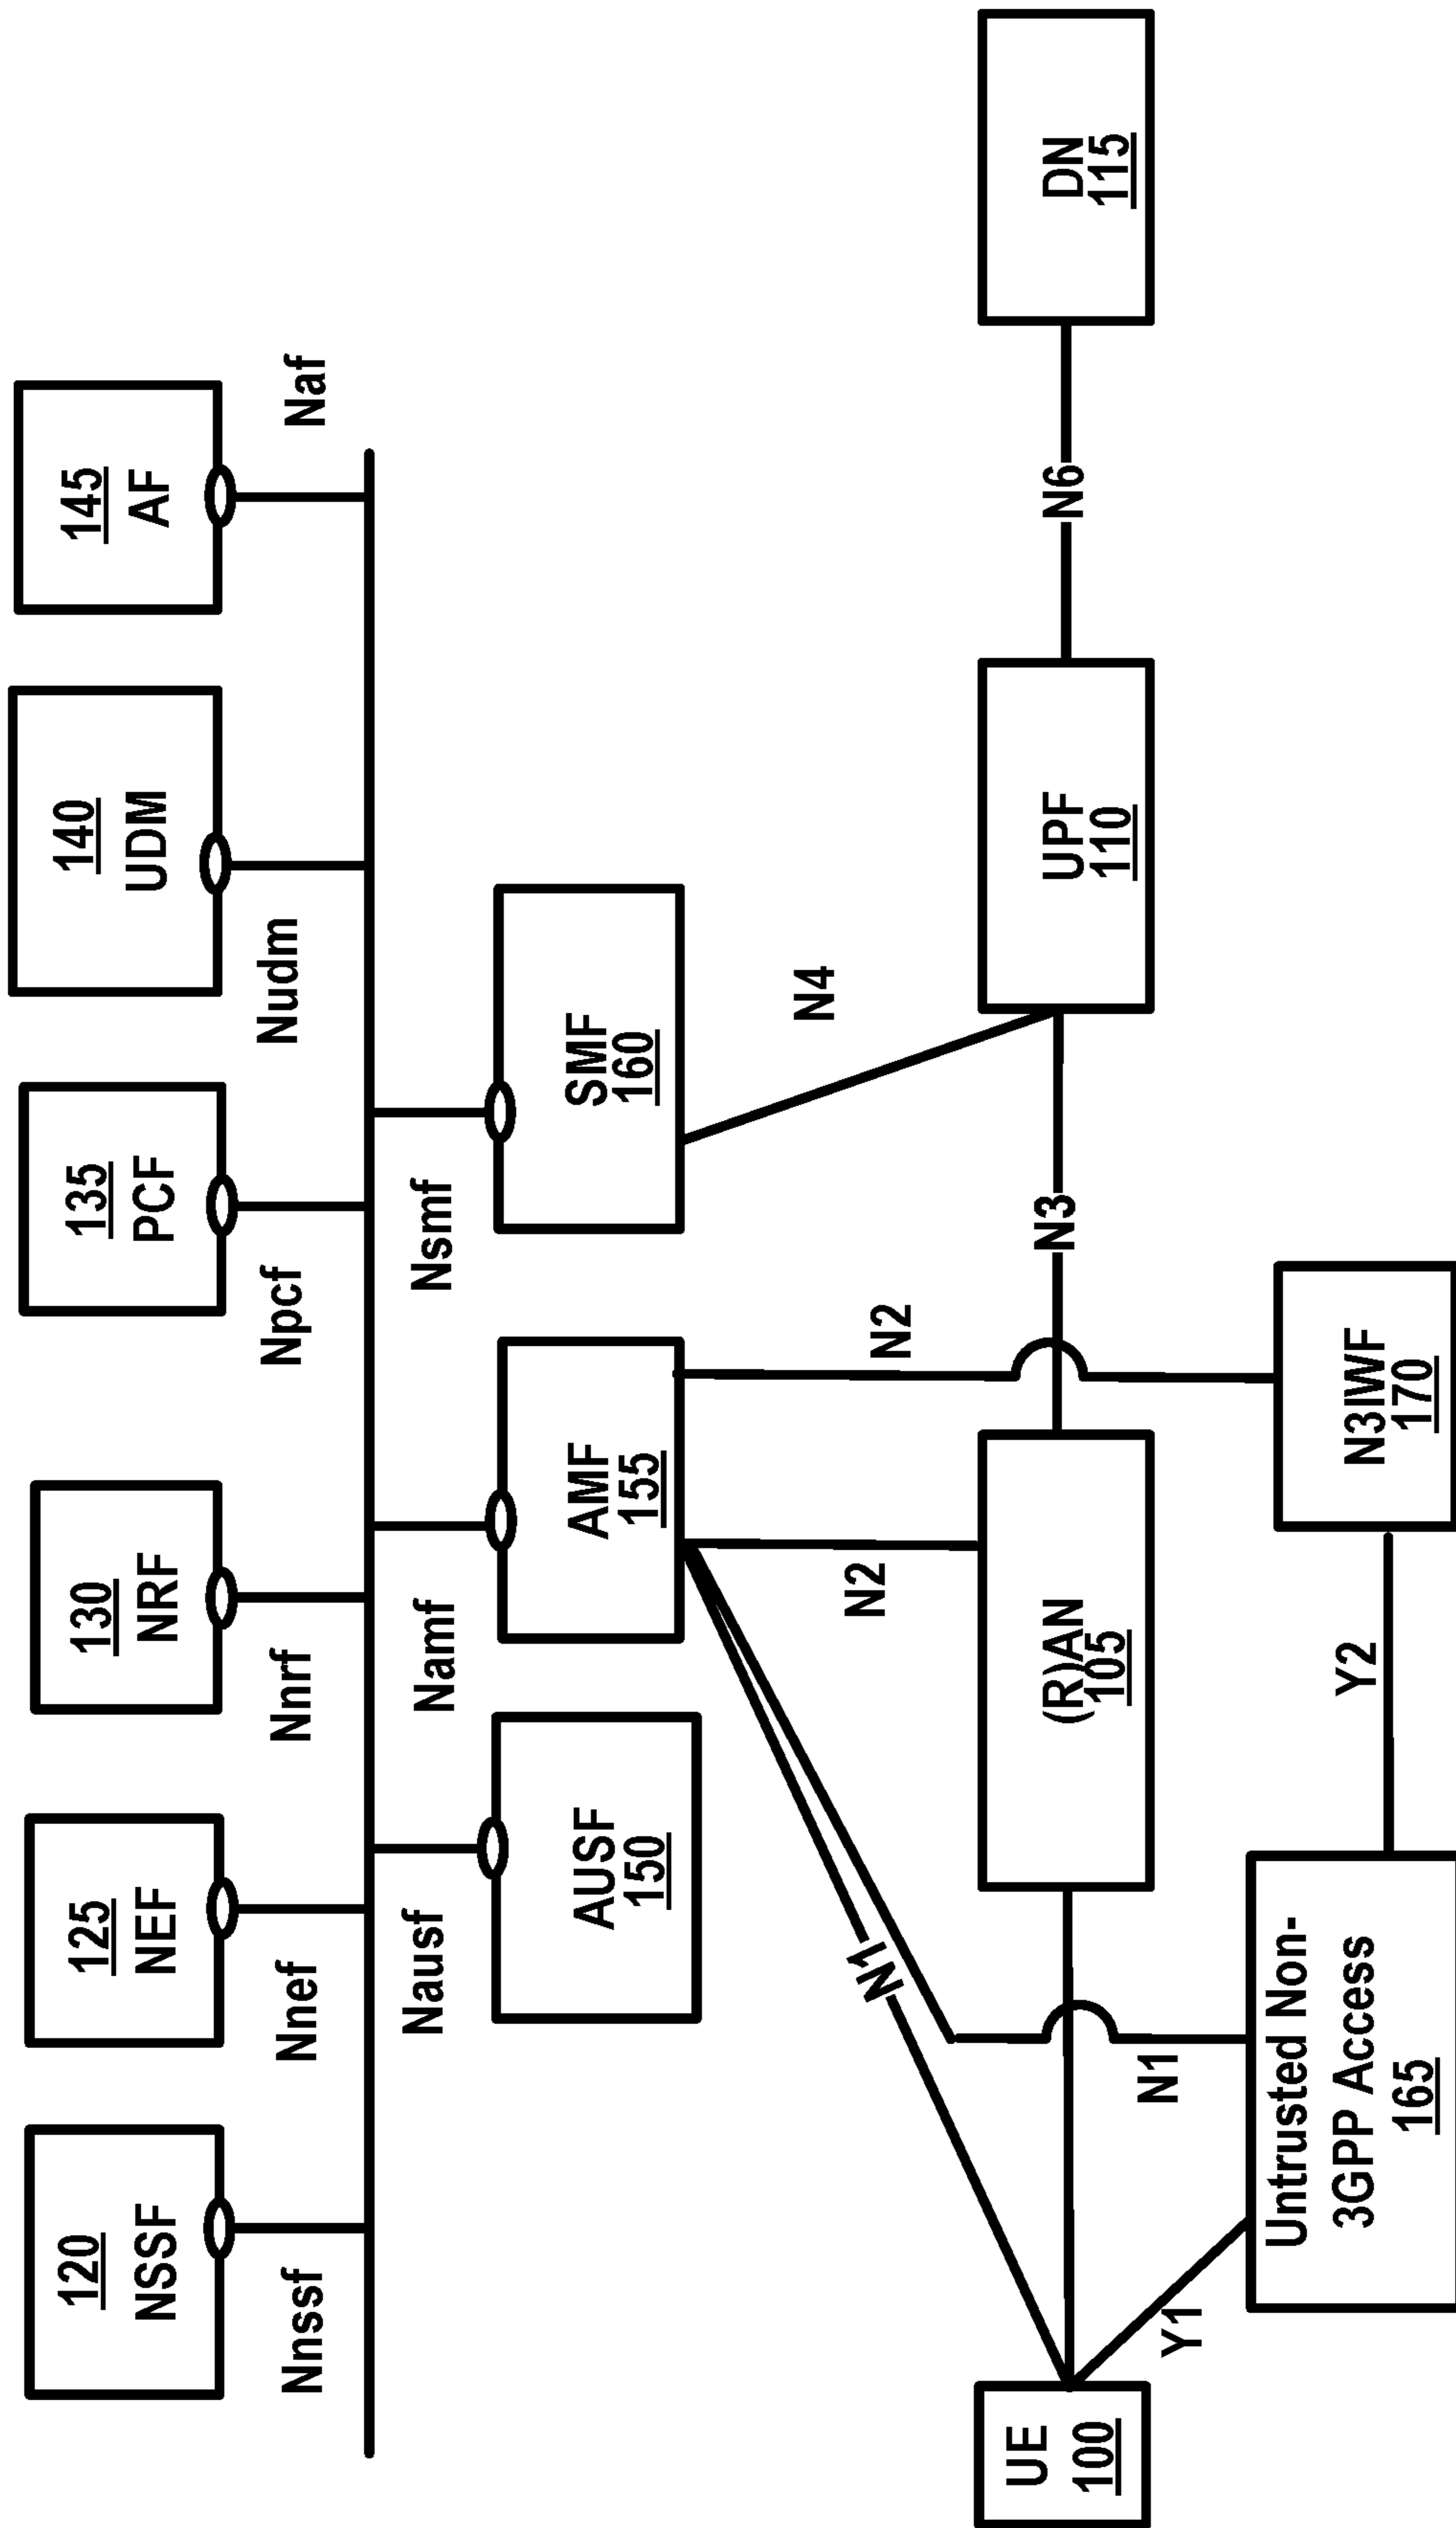 120
NSSF
125
NEF
130
NRF
135
PCF
140
UDM
145
AF
Nnssf
Nnef
Nnrf
Npcf
Nudm
Naf
Nausf
Namf
Nsmf
AUSF
150
AMF
155
SMF
160
N1
N2
N2
N4
UE
100
(R)AN
105
N3
UPF
110
N6
DN
115
Y1
N1
Untrusted Non-
3GPP Access
165
Y2
N3IWF
170